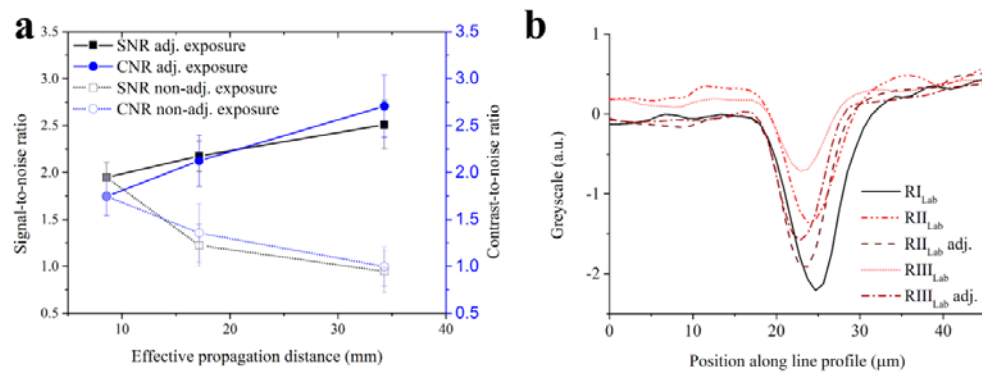 a
3.5
3.0
2.5
2.0
1.5
1.0
0.5
Signal-to-noise ratio
SNR adj. exposure
CNR adj. exposure
SNR non-adj. exposure
CNR non-adj. exposure
3.5
3.0
2.5
2.0
1.5
1.0
0.5
Contrast-to-noise ratio
10 20 30 40
Effective propagation distance (mm)
b
1
0
-1
-2
Greyscale (a.u.)
RI Lab
RII Lab
RII Lab adj.
RIII Lab
RIII Lab adj.
0 10 20 30 40
Position along line profile (μm)